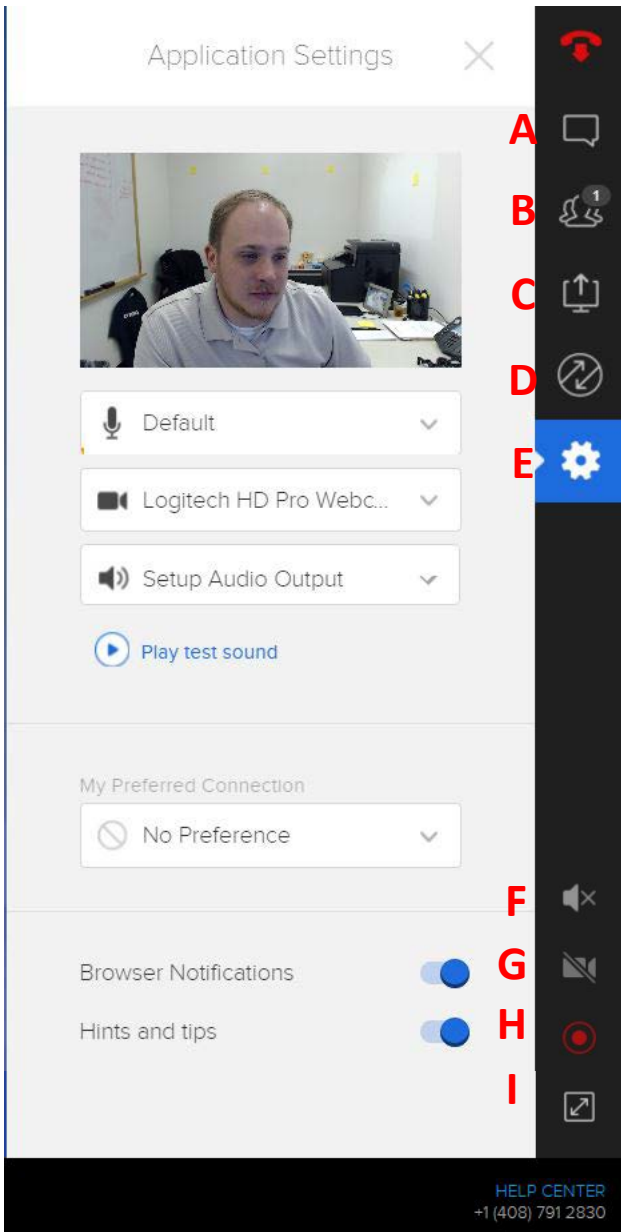 Application Settings
A
1
B
C
D
E
Default
Logitech HD Pro Webc...
Setup Audio Output
Play test sound
My Preferred Connection
No Preference
F
Browser Notifications
G
Hints and tips
H
I
HELP CENTER
+1 (408) 791 2830